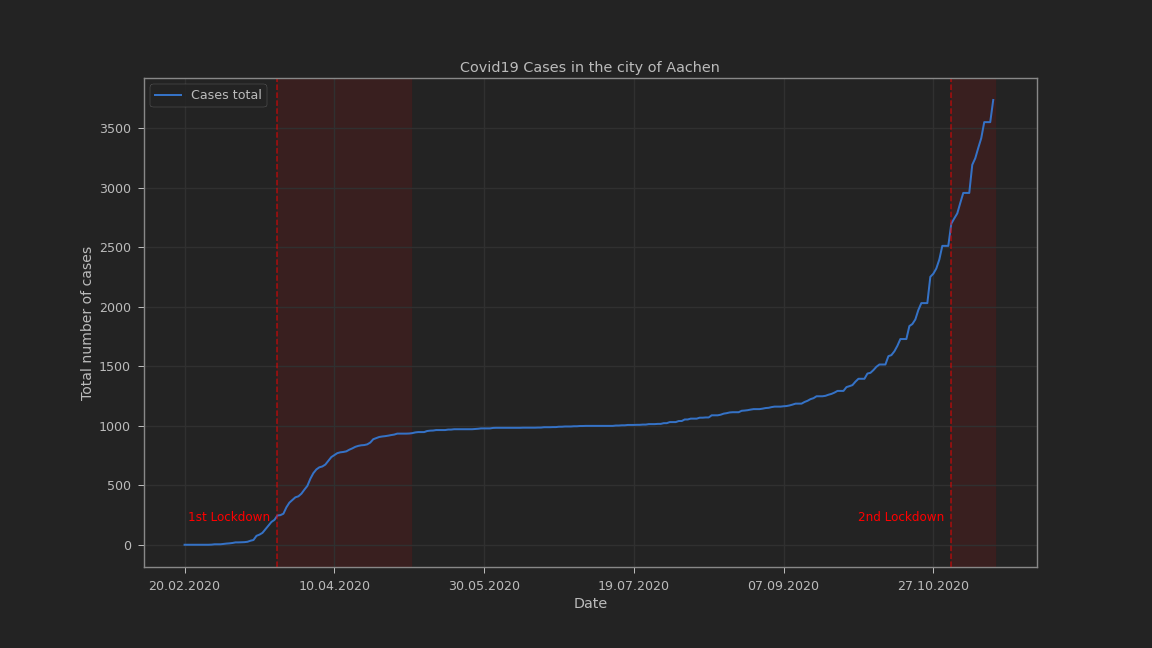 Covid19 Cases in the city of Aachen
Cases total
3500
3000
2500
2000
1500
1000
500
0
Total number of cases
1st Lockdown
2nd Lockdown
20.02.2020 10.04.2020 30.05.2020 19.07.2020 07.09.2020 27.10.2020
Date